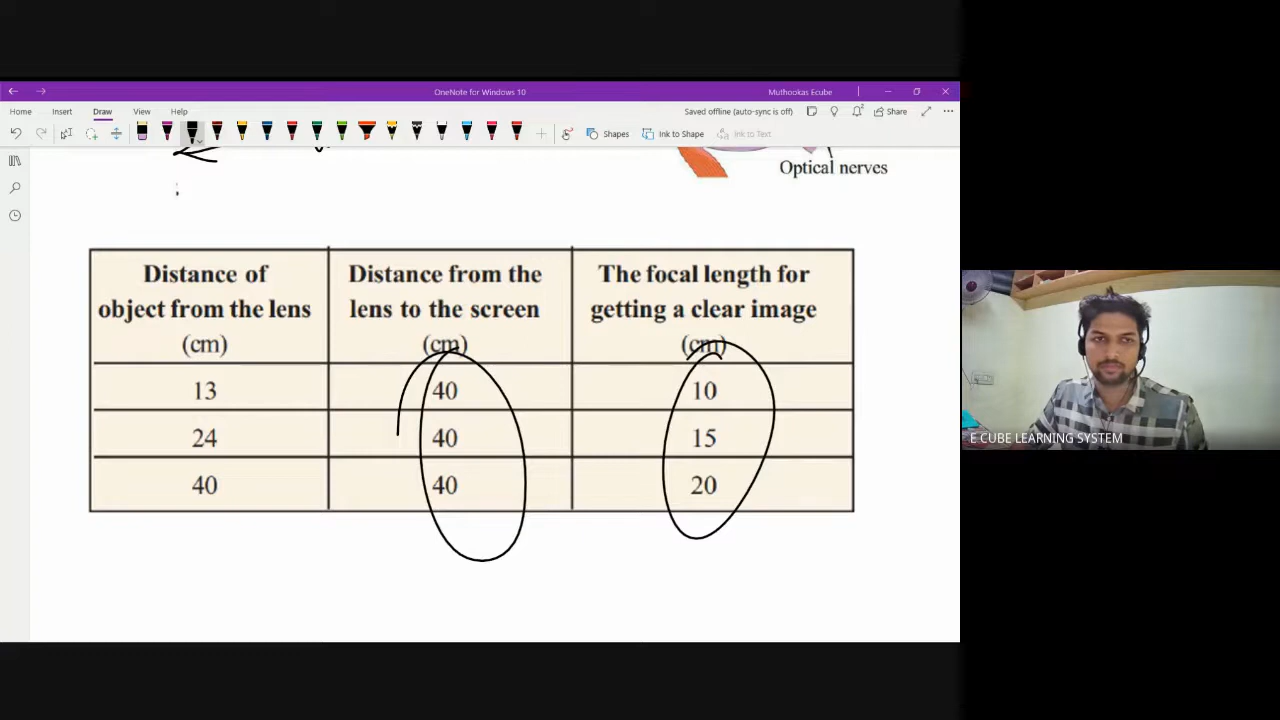 OneNote for Windows 10
Muthookas Ecube
Home Insert Draw View Help
Saved offline (auto-sync is off)
Share
Shapes
Ink to Shape
Ink to Text
Optical nerves
Distance of
object from the lens
(cm)
Distance from the
lens to the screen
(cm)
The focal length for
getting a clear image
(cm)
13 40 10
24 40 15
40 40 20
E CUBE LEARNING SYSTEM